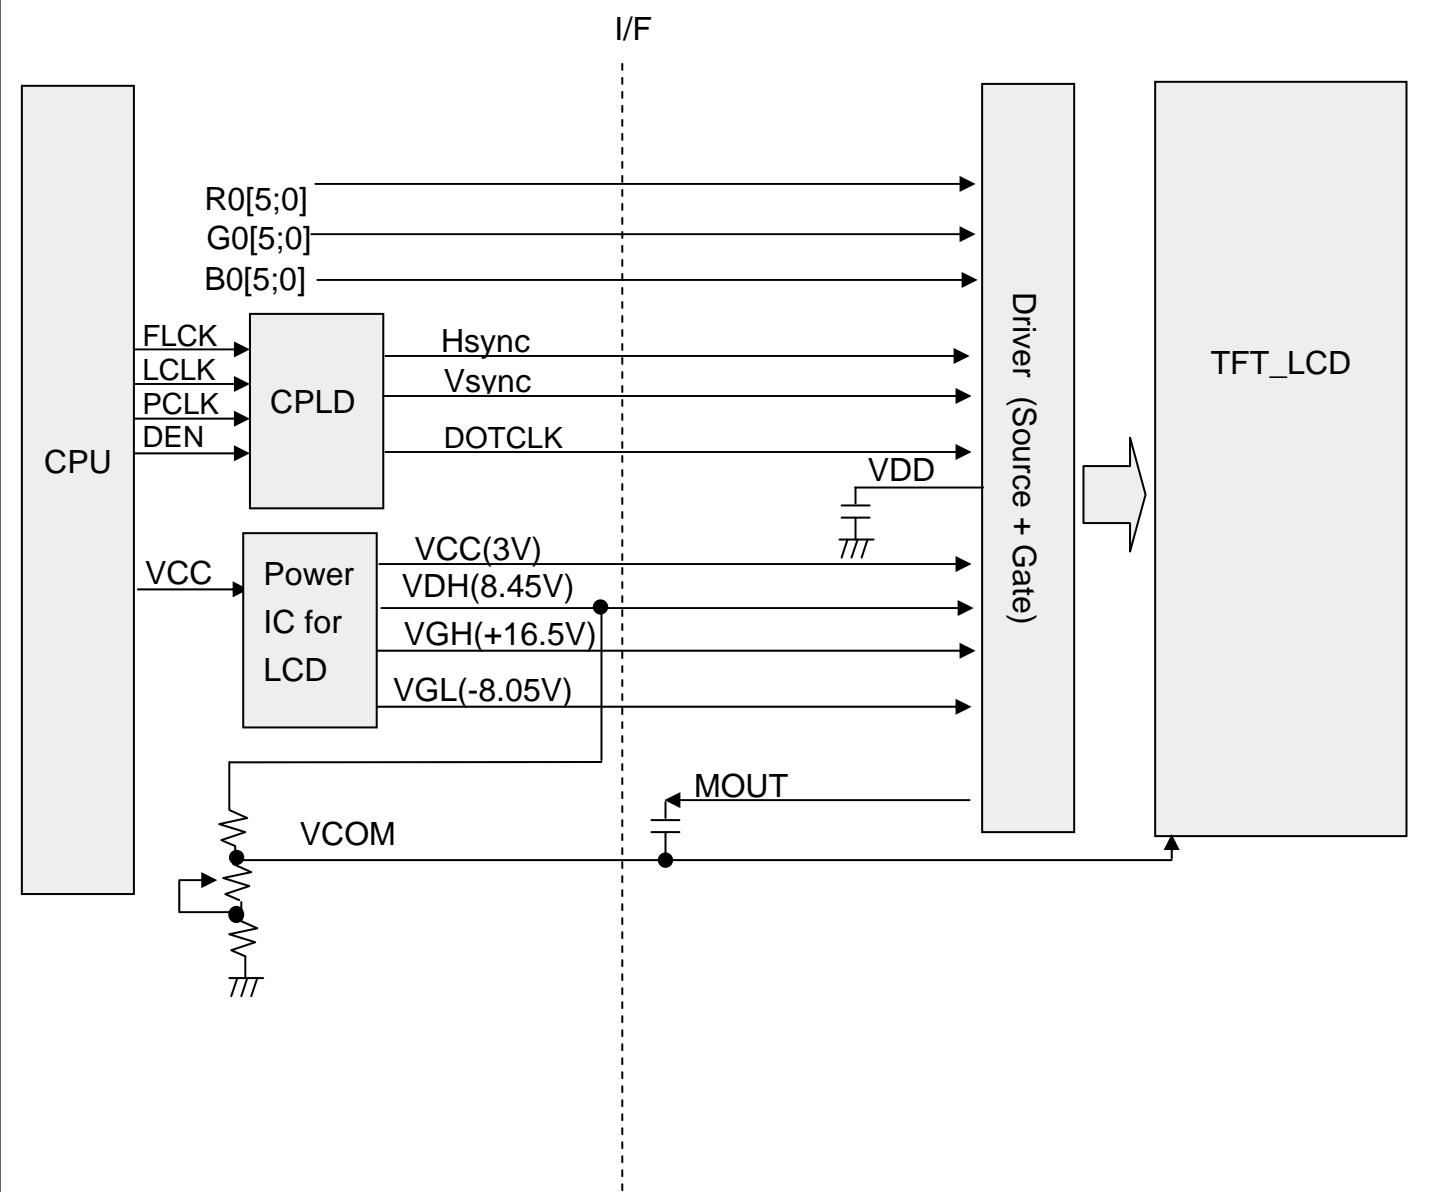 I/F
R0[5;0]
G0[5;0]
B0[5;0]
FLCK
LCLK
PCLK
DEN
CPU
CPLD
Hsync
Vsync
DOTCLK
VDD
Driver (Source + Gate)
TFT_LCD
VCC
Power
IC for
LCD
VCC(3V)
VDH(8.45V)
VGH(+16.5V)
VGL(-8.05V)
MOUT
VCOM